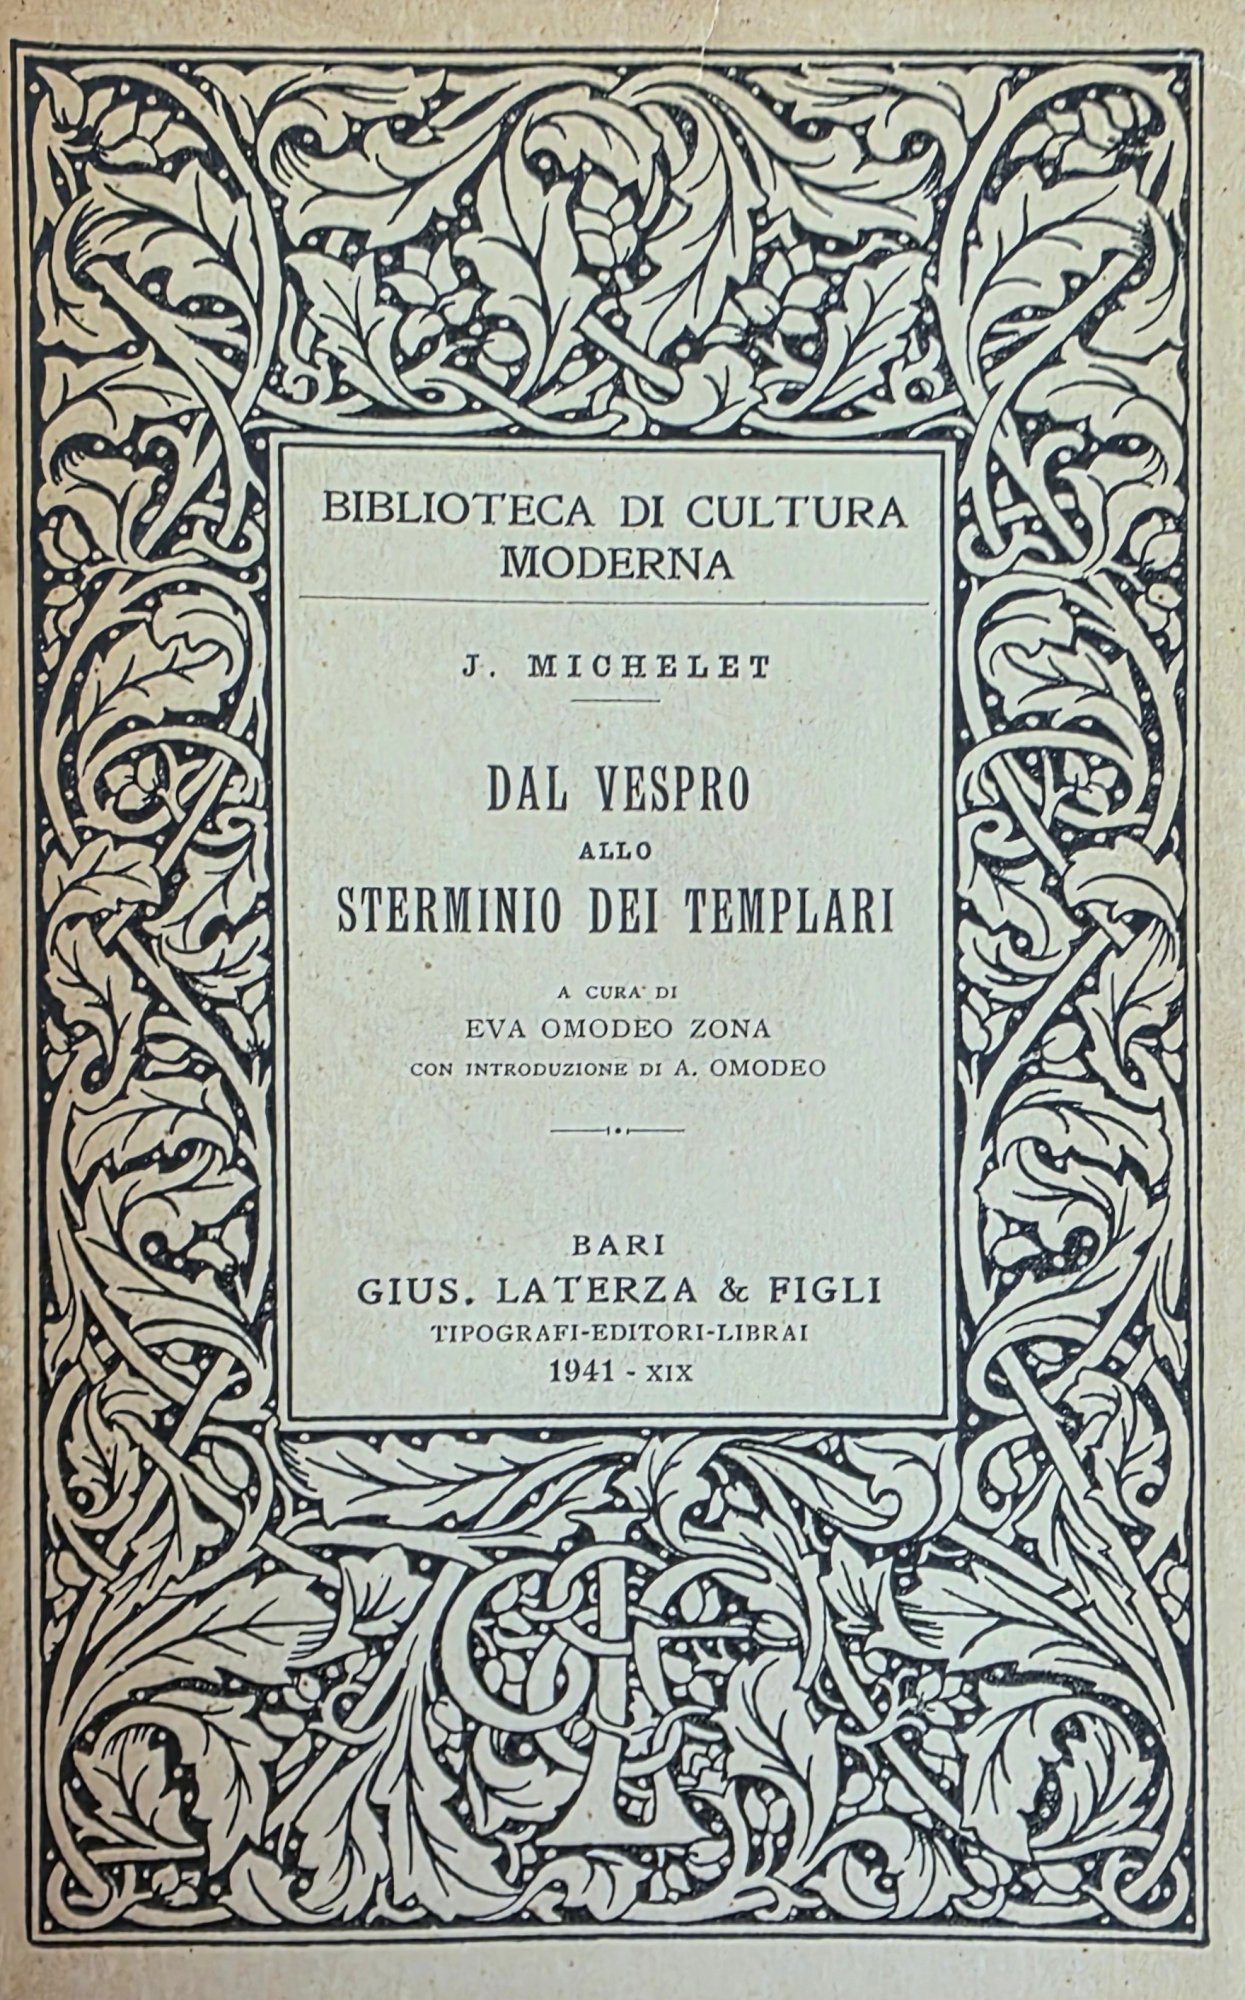 BIBLIOTECA DI CULTURA
MODERNA
J. MICHELET
DAL VESPRO
ALLO
STERMINIO DEI TEMPLARI
A CURA DI
EVA OMODEO ZONA
CON INTRODUZIONE DI A. OMODEO
BARI
GIUS. LATERZA & FIGLI
TIPOGRAFI-EDITORI-LIBRAI
1941 - XIX